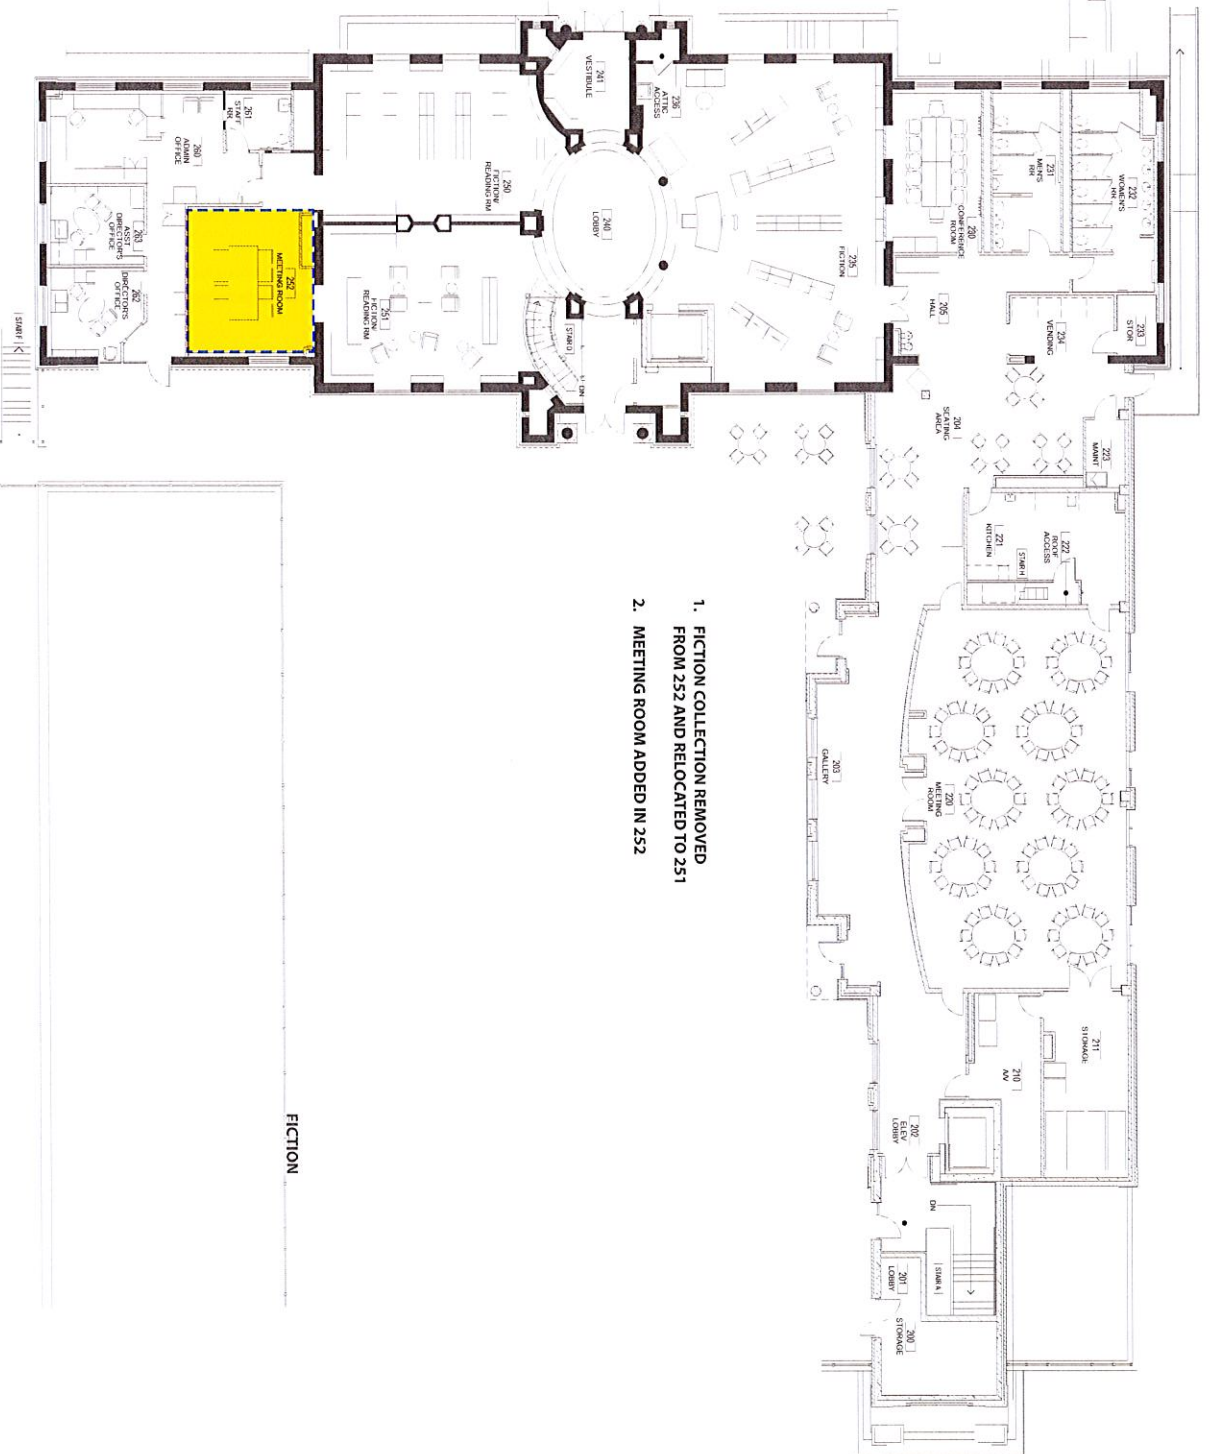 241
VESTIBULE
236
ATTIC
ACCESS
232
WOMEN'S
RR
231
MEN'S
RR
230
CONFERENCE
ROOM
261
STAFF
RR
260
ADMIN
OFFICE
250
FICTION/
READING RM
240
LOBBY
235
FICTION
205
HALL
233
STOR
234
VENDING
263
ASST
DIRECTOR'S
OFFICE
262
DIRECTOR'S
OFFICE
252
MEETING ROOM
251
FICTION/
READING RM
STAIR D
DN
STAIR F
204
SEATING
AREA
223
MAINT
222
ROOF
ACCESS
221
KITCHEN
STAIR H
1. FICTION COLLECTION REMOVED
FROM 252 AND RELOCATED TO 251
2. MEETING ROOM ADDED IN 252
203
GALLERY
220
MEETING
ROOM
211
STORAGE
210
A/V
202
ELEV
LOBBY
DN
STAIR A
201
LOBBY
200
STORAGE
FICTION